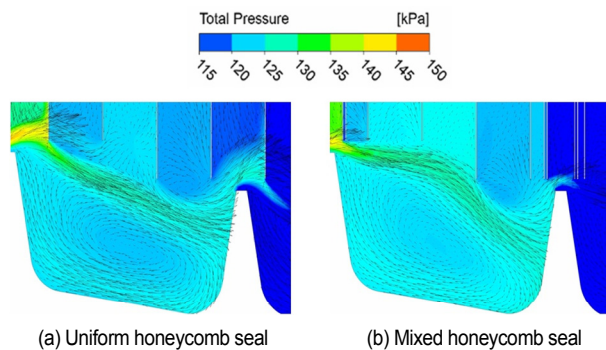 Total Pressure [kPa]
115 120 125 130 135 140 145 150
(a) Uniform honeycomb seal (b) Mixed honeycomb seal